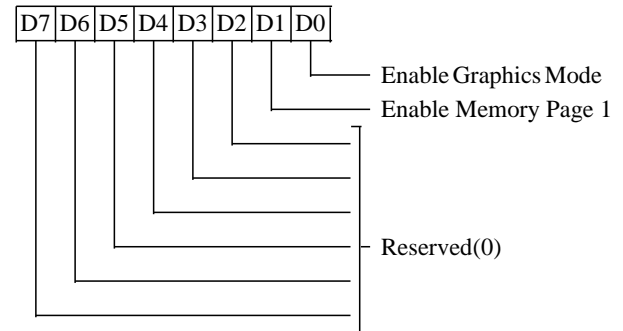 D7 D6 D5 D4 D3 D2 D1 D0
Enable Graphics Mode
Enable Memory Page 1
Reserved(0)